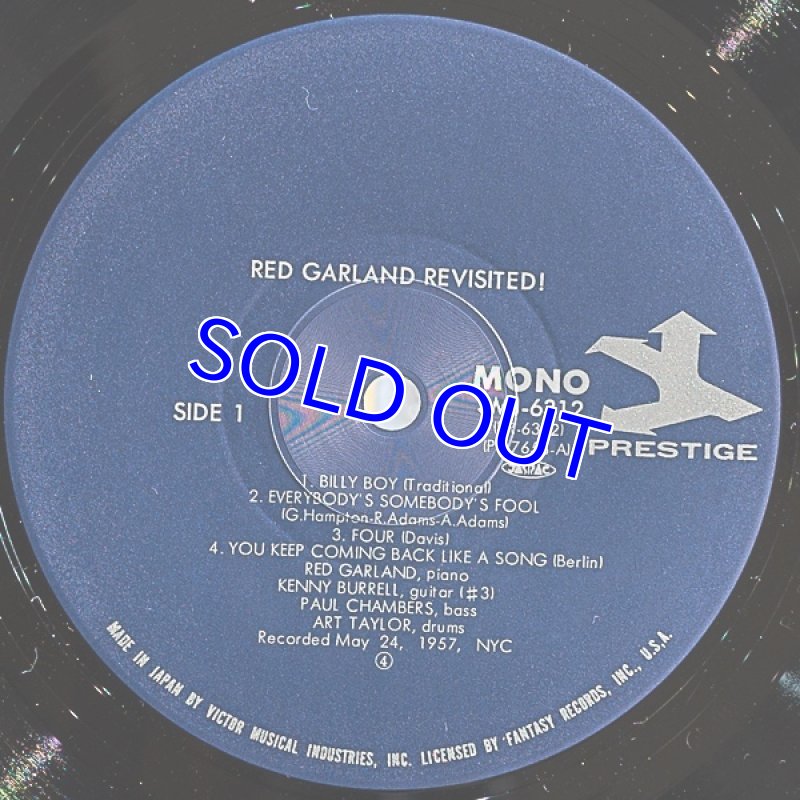 RED GARLAND REVISITED!
SOLD OUT
SIDE 1
MONO
PRESTIGE
JASRAC
1. BILLY BOY (Traditional)
2. EVERYBODY'S SOMEBODY'S FOOL
(G.Hampton-R.Adams-A.Adams)
3. FOUR (Davis)
4. YOU KEEP COMING BACK LIKE A SONG (Berlin)
RED GARLAND, piano
KENNY BURRELL, guitar (#3)
PAUL CHAMBERS, bass
ART TAYLOR, drums
Recorded May 24, 1957, NYC
④
MADE IN JAPAN BY VICTOR MUSICAL INDUSTRIES, INC. LICENSED BY FANTASY RECORDS, INC., U.S.A.